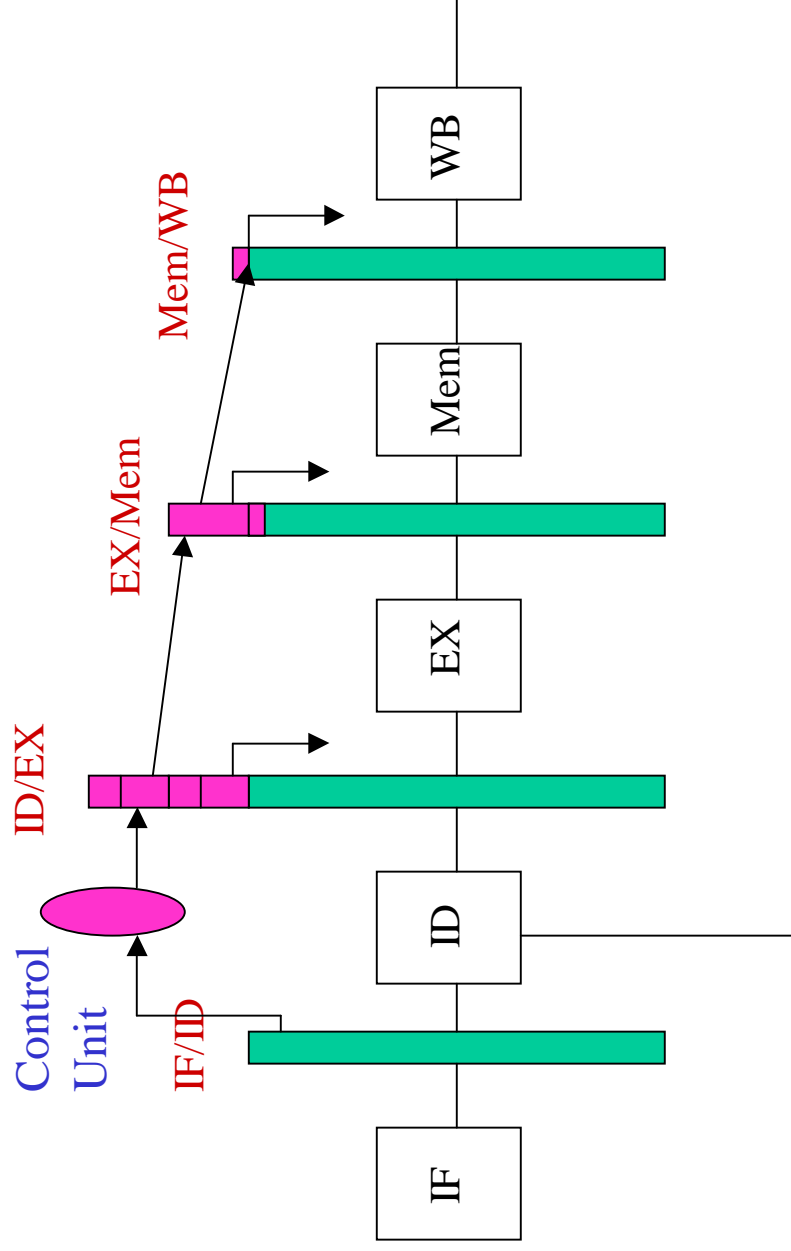 Control
Unit
IF/ID
ID/EX
EX/Mem
Mem/WB
IF
ID
EX
Mem
WB